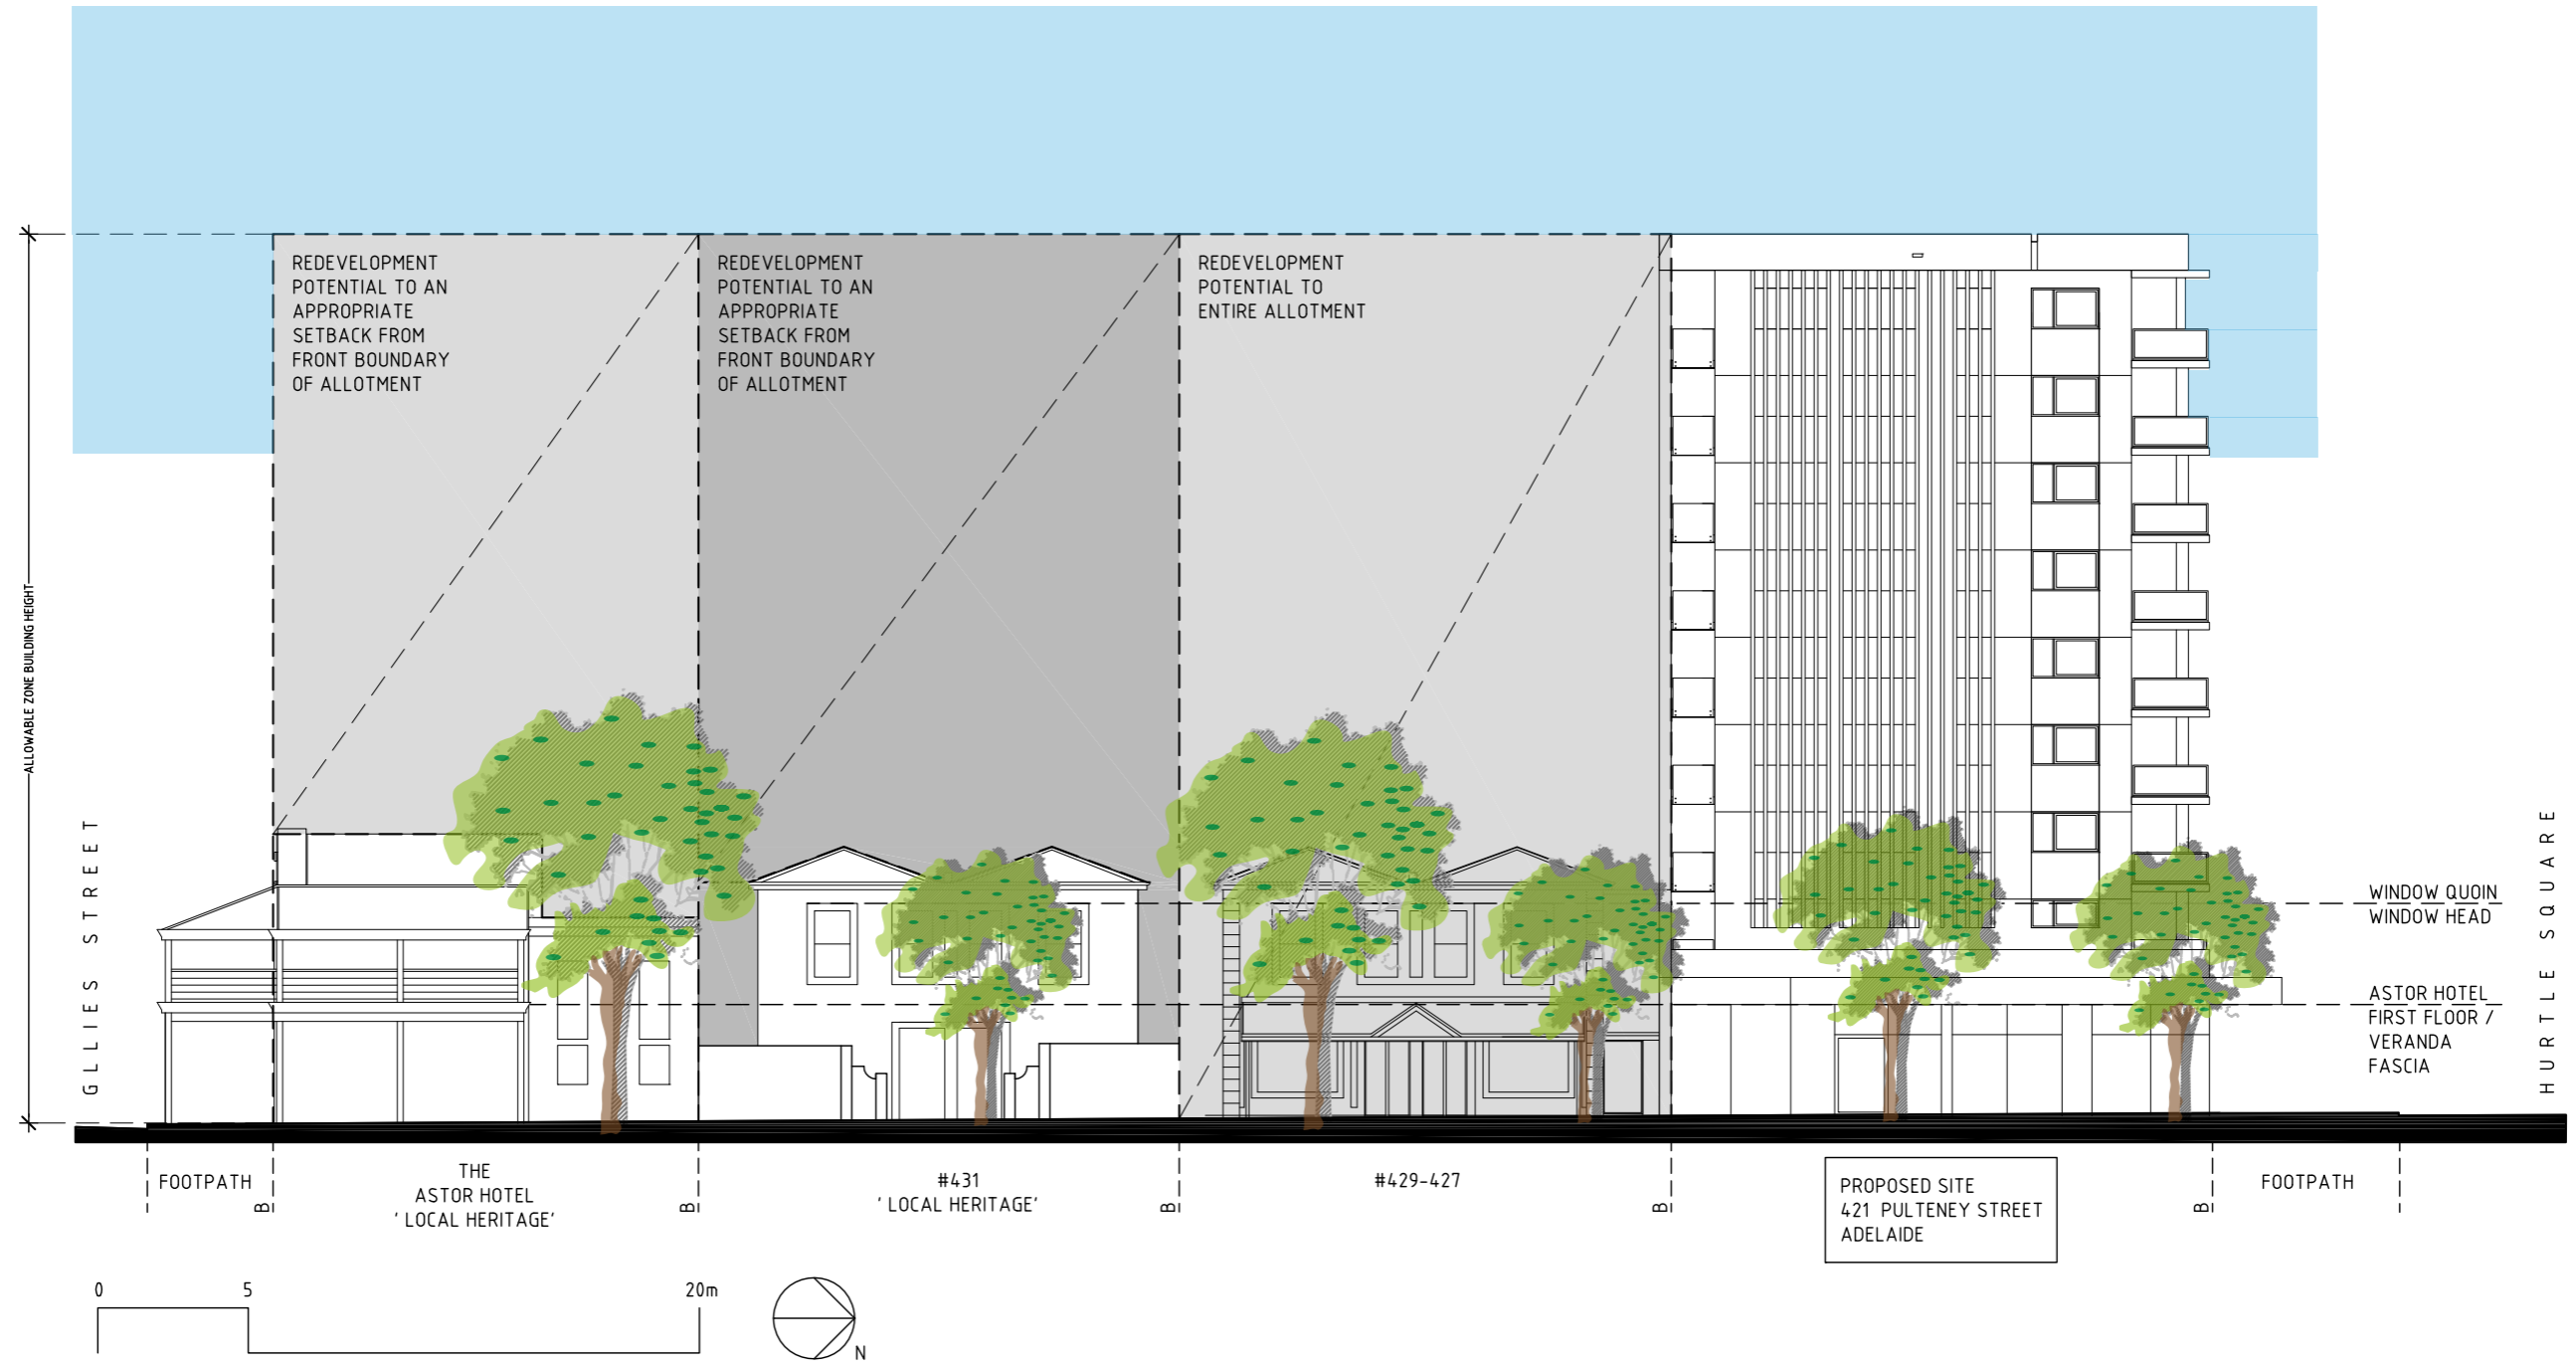 REDEVELOPMENT
POTENTIAL TO AN
APPROPRIATE
SETBACK FROM
FRONT BOUNDARY
OF ALLOTMENT
REDEVELOPMENT
POTENTIAL TO AN
APPROPRIATE
SETBACK FROM
FRONT BOUNDARY
OF ALLOTMENT
REDEVELOPMENT
POTENTIAL TO
ENTIRE ALLOTMENT
ALLOWABLE ZONE BUILDING HEIGHT
GLLIES STREET
HURTLE SQUARE
WINDOW QUOIN
WINDOW HEAD
ASTOR HOTEL
FIRST FLOOR /
VERANDA
FASCIA
FOOTPATH
B
THE
ASTOR HOTEL
' LOCAL HERITAGE'
B
#431
' LOCAL HERITAGE'
B
#429-427
B
PROPOSED SITE
421 PULTENEY STREET
ADELAIDE
B
FOOTPATH
0 5 20m
N